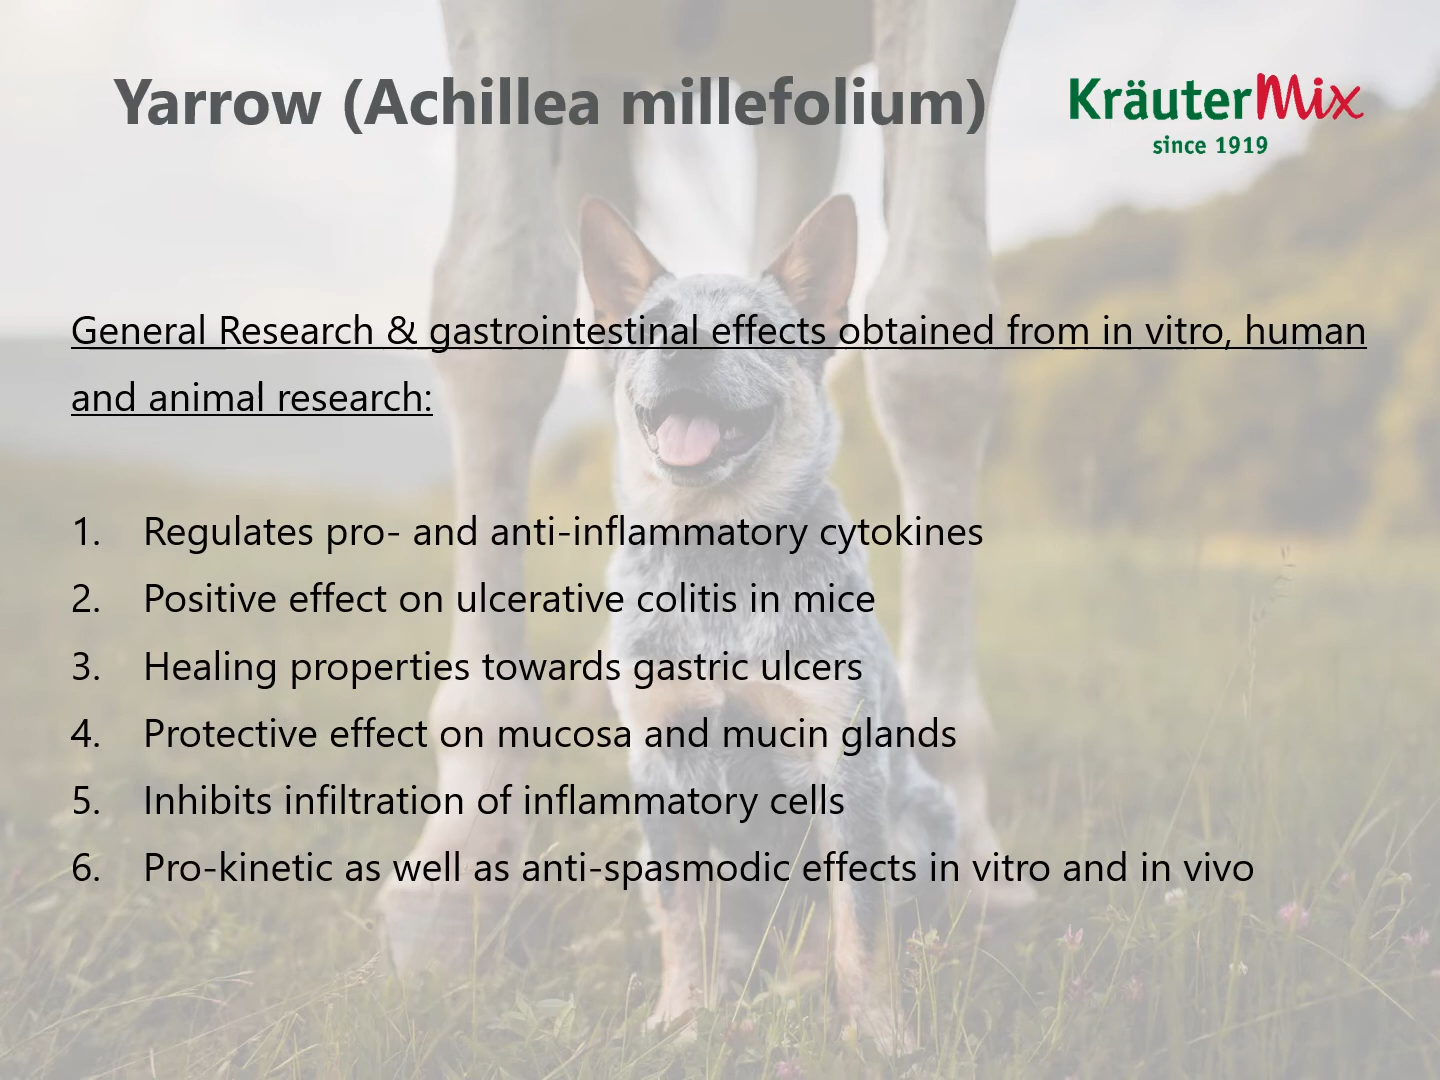 Yarrow (Achillea millefolium)
KräuterMix
since 1919
General Research & gastrointestinal effects obtained from in vitro, human
and animal research:
1. Regulates pro- and anti-inflammatory cytokines
2. Positive effect on ulcerative colitis in mice
3. Healing properties towards gastric ulcers
4. Protective effect on mucosa and mucin glands
5. Inhibits infiltration of inflammatory cells
6. Pro-kinetic as well as anti-spasmodic effects in vitro and in vivo